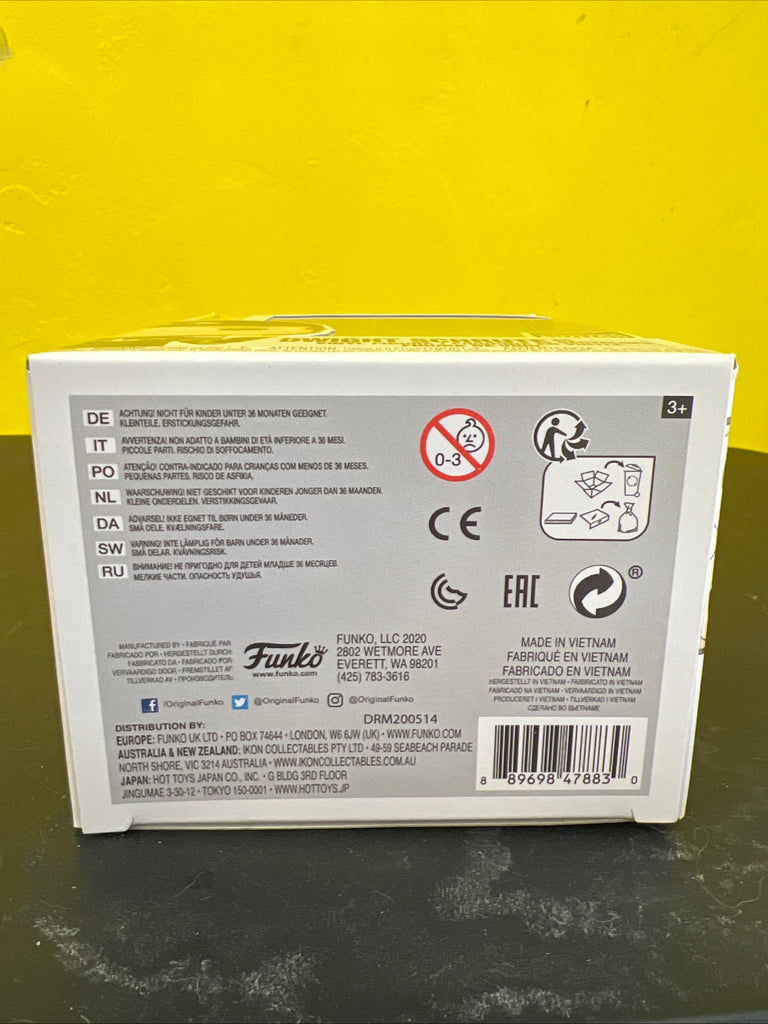 DWIGHT SCHRUTE
3+
DE ACHTUNG! NICHT FÜR KINDER UNTER 36 MONATEN GEEIGNET.
KLEINTEILE. ERSTICKUNGSGEFAHR.
IT AVVERTENZA! NON ADATTO A BAMBINI DI ETÀ INFERIORE A 36 MESI.
PICCOLE PARTI. RISCHIO DI SOFFOCAMENTO.
PO ATENÇÃO! CONTRA-INDICADO PARA CRIANÇAS COM MENOS DE 36 MESES.
PEQUENAS PARTES. RISCO DE ASFIXIA.
NL WAARSCHUWING! NIET GESCHIKT VOOR KINDEREN JONGER DAN 36 MAANDEN.
KLEINE ONDERDELEN. VERSTIKKINGSGEVAAR.
DA ADVARSEL! IKKE EGNET TIL BØRN UNDER 36 MÅNEDER.
SMÅ DELE. KVÆLNINGSFARE.
SW VARNING! INTE LÄMPLIG FÖR BARN UNDER 36 MÅNADER.
SMÅ DELAR. KVÄVNINGSRISK.
RU ВНИМАНИЕ! НЕ ПРИГОДНО ДЛЯ ДЕТЕЙ МЛАДШЕ 36 МЕСЯЦЕВ.
МЕЛКИЕ ЧАСТИ. ОПАСНОСТЬ УДУШЬЯ.
0-3
CE
EAC
®
MANUFACTURED BY • FABRIQUÉ PAR
FABRICADO POR • HERGESTELLT DURCH:
FABBRICATO DA • FABRICADO POR:
VERVAARDIGD DOOR • FREMSTILLET AF:
TILLVERKAD AV • ПРОИЗВОДИТЕЛЬ:
Funko
www.funko.com
FUNKO, LLC 2020
2802 WETMORE AVE
EVERETT, WA 98201
(425) 783-3616
MADE IN VIETNAM
FABRIQUÉ EN VIETNAM
FABRICADO EN VIETNAM
HERGESTELLT IN VIETNAM • FABBRICATO IN VIETNAM
FABRICADO NA VIETNAM • VERVAARDIGD IN VIETNAM
PRODUCERET I VIETNAM • TILLVERKAD I VIETNAM
СДЕЛАНО ВО ВЬЕТНАМЕ
/OriginalFunko @OriginalFunko @OriginalFunko
DRM200514
DISTRIBUTION BY:
EUROPE: FUNKO UK LTD • PO BOX 74644 • LONDON, W6 6JW (UK) • WWW.FUNKO.COM
AUSTRALIA & NEW ZEALAND: IKON COLLECTABLES PTY LTD • 49-59 SEABEACH PARADE
NORTH SHORE, VIC 3214 AUSTRALIA • WWW.IKONCOLLECTABLES.COM.AU
JAPAN: HOT TOYS JAPAN CO., INC. • G BLDG 3RD FLOOR
JINGUMAE 3-30-12 • TOKYO 150-0001 • WWW.HOTTOYS.JP
8 89698 47883 0